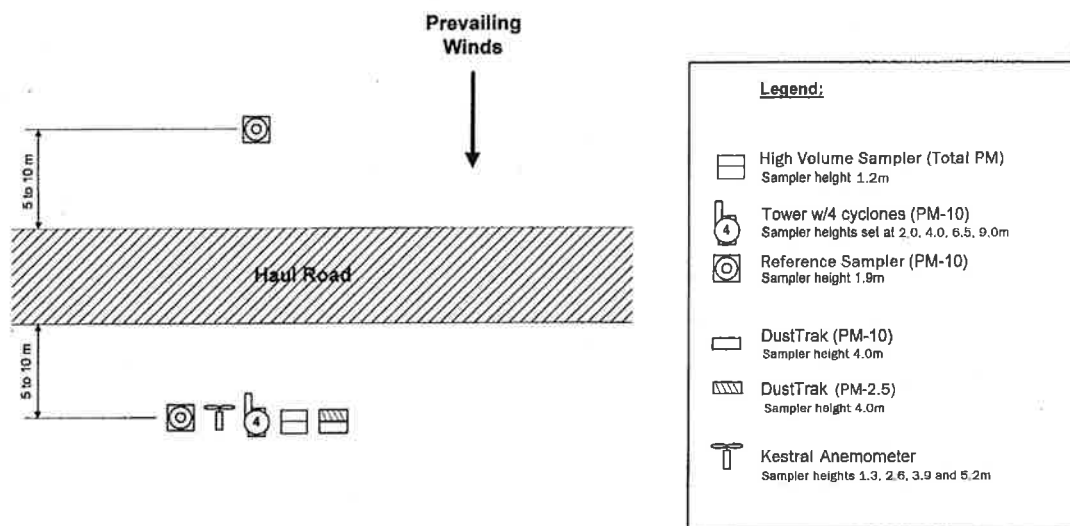 Prevailing
Winds
5 to 10 m
Haul Road
5 to 10 m
4
Legend:
High Volume Sampler (Total PM)
Sampler height 1.2m
4
Tower w/4 cyclones (PM-10)
Sampler heights set at 2.0, 4.0, 6.5, 9.0m
Reference Sampler (PM-10)
Sampler height 1.9m
DustTrak (PM-10)
Sampler height 4.0m
DustTrak (PM-2.5)
Sampler height 4.0m
Kestral Anemometer
Sampler heights 1.3, 2.6, 3.9 and 5.2m